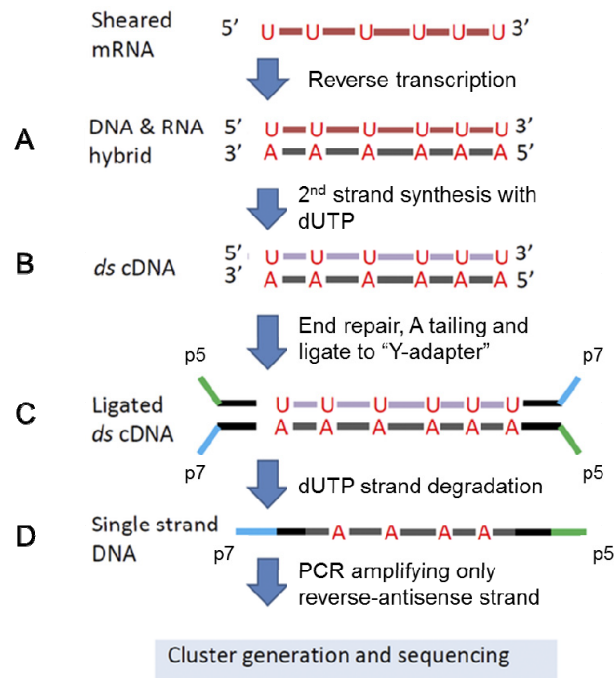 Sheared
mRNA
5’ U U U U U U 3’
Reverse transcription
A
DNA & RNA
hybrid
5’ U U U U U U 3’
3’ A A A A A A 5’
2nd strand synthesis with
dUTP
B
ds cDNA
5’ U U U U U U 3’
3’ A A A A A A 5’
End repair, A tailing and
ligate to “Y-adapter”
p5 p7
C
Ligated
ds cDNA
U U U U U U
A A A A A A
p7 p5
dUTP strand degradation
D
Single strand
DNA
A A A A
p7 p5
PCR amplifying only
reverse-antisense strand
Cluster generation and sequencing